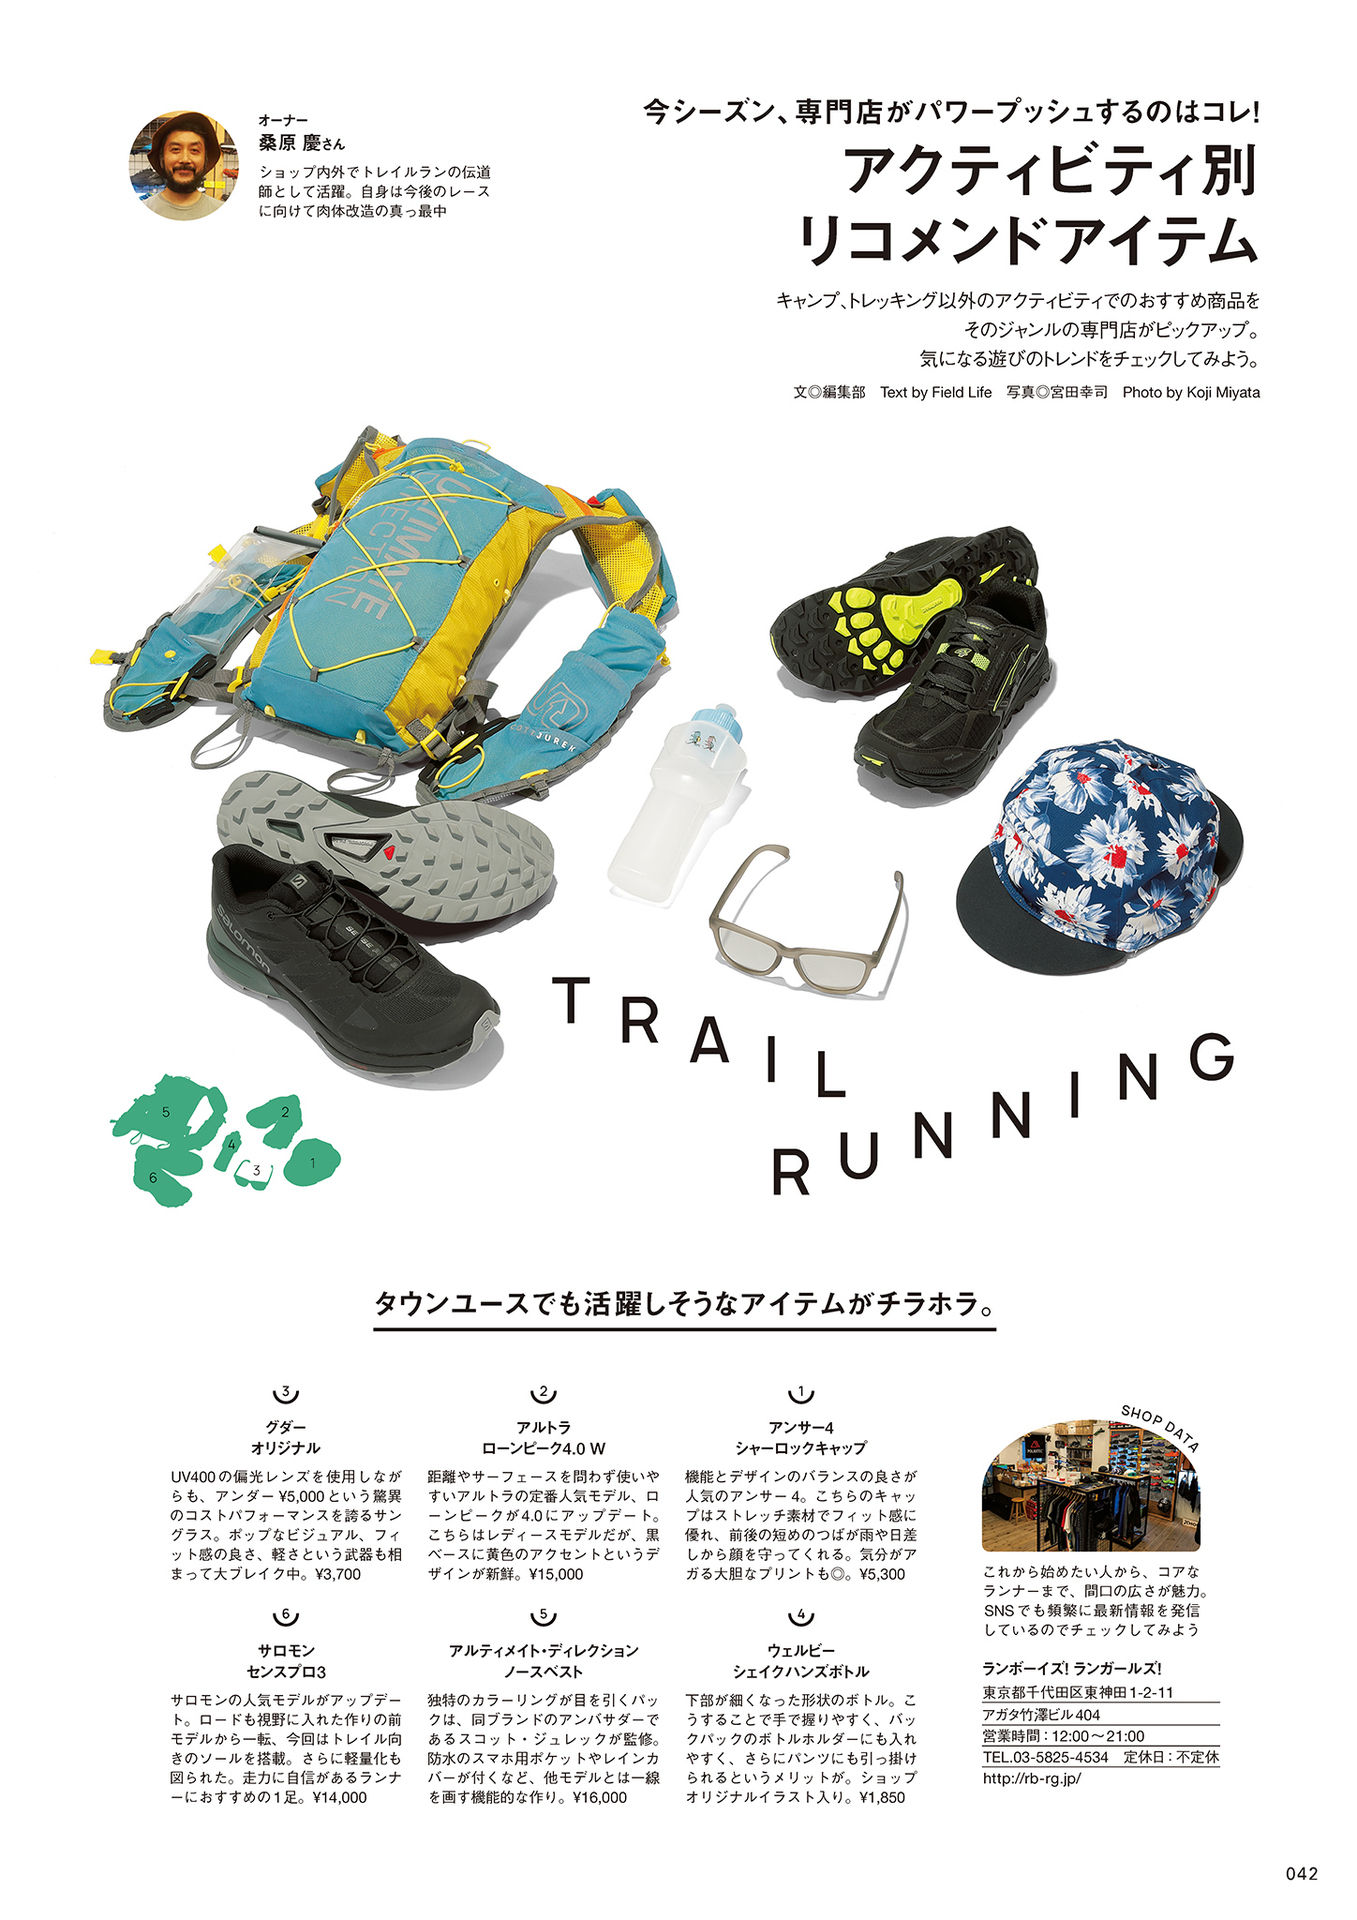 今シーズン、専門店がパワープッシュするのはコレ!
アクティビティ別
リコメンドアイテム
キャンプ、トレッキング以外のアクティビティでのおすすめ商品を
そのジャンルの専門店がピックアップ。
気になる遊びのトレンドをチェックしてみよう。
文◎編集部 Text by Field Life 写真◎宮田幸司 Photo by Koji Miyata
オーナー
桑原 慶さん
ショップ内外でトレイルランの伝道
師として活躍。自身は今後のレース
に向けて肉体改造の真っ最中
ULTIMATE
DIRECTION
SCOTT JUREK
salomon
SENSE
TRAIL
RUNNING
5
2
4
3
1
6
タウンユースでも活躍しそうなアイテムがチラホラ。
1
アンサー4
シャーロックキャップ
機能とデザインのバランスの良さが
人気のアンサー4。こちらのキャッ
プはストレッチ素材でフィット感に
優れ、前後の短めのつばが雨や日差
しから顔を守ってくれる。気分がア
ガる大胆なプリントも◎。¥5,300
2
アルトラ
ローンピーク4.0 W
距離やサーフェースを問わず使いや
すいアルトラの定番人気モデル、ロ
ーンピークが4.0にアップデート。
こちらはレディースモデルだが、黒
ベースに黄色のアクセントというデ
ザインが新鮮。¥15,000
3
グダー
オリジナル
UV400の偏光レンズを使用しなが
らも、アンダー¥5,000という驚異
のコストパフォーマンスを誇るサン
グラス。ポップなビジュアル、フィ
ット感の良さ、軽さという武器も相
まって大ブレイク中。¥3,700
4
ウェルビー
シェイクハンズボトル
下部が細くなった形状のボトル。こ
うすることで手で握りやすく、バッ
クパックのボトルホルダーにも入れ
やすく、さらにパンツにも引っ掛け
られるというメリットが。ショップ
オリジナルイラスト入り。¥1,850
5
アルティメイト・ディレクション
ノースベスト
独特のカラーリングが目を引くパッ
クは、同ブランドのアンバサダーで
あるスコット・ジュレックが監修。
防水のスマホ用ポケットやレインカ
バーが付くなど、他モデルとは一線
を画す機能的な作り。¥16,000
6
サロモン
センスプロ3
サロモンの人気モデルがアップデー
ト。ロードも視野に入れた作りの前
モデルから一転、今回はトレイル向
きのソールを搭載。さらに軽量化も
図られた。走力に自信があるランナ
ーにおすすめの1足。¥14,000
SHOP DATA
これから始めたい人から、コアな
ランナーまで、間口の広さが魅力。
SNSでも頻繁に最新情報を発信
しているのでチェックしてみよう
ランボーイズ! ランガールズ!
東京都千代田区東神田1-2-11
アガタ竹澤ビル404
営業時間：12:00〜21:00
TEL.03-5825-4534 定休日：不定休
http://rb-rg.jp/
042